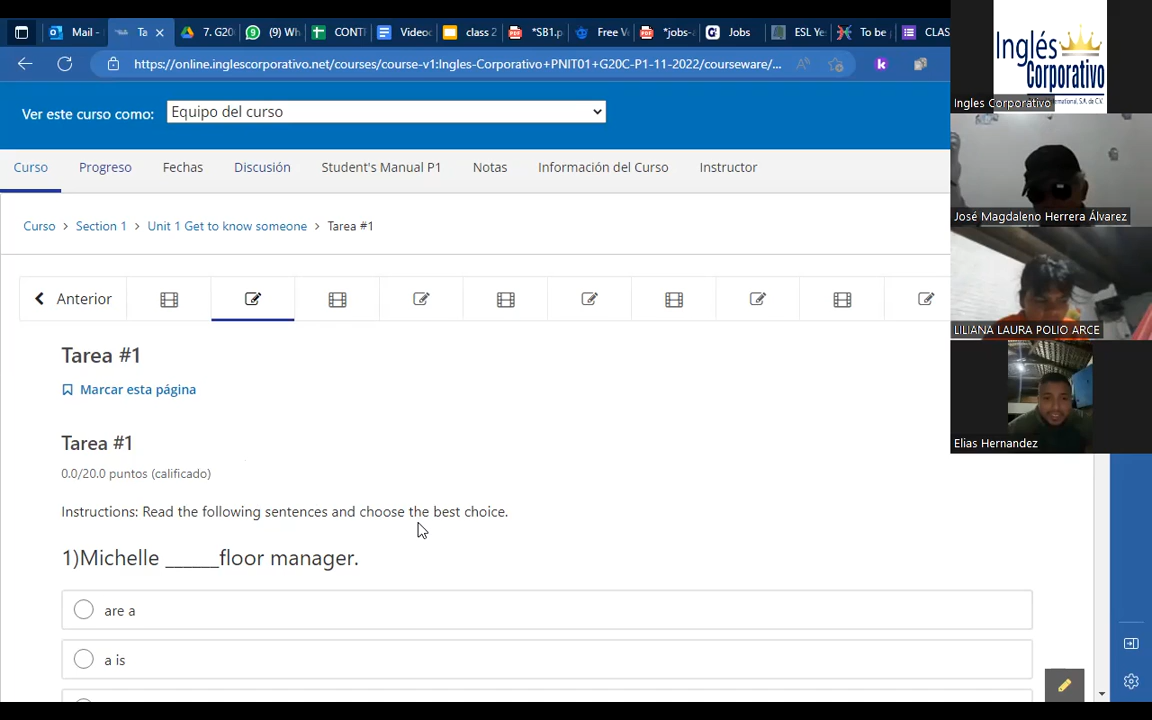 Mail -
Ta
7. G20
(9) Wh
CONT
Videoc
class 2
*SB1.p
Free V
*jobs-
Jobs
ESL Ye
To be
CLAS
https://online.inglescorporativo.net/courses/course-v1:Ingles-Corporativo+PNIT01+G20C-P1-11-2022/courseware/...
Ver este curso como:
Equipo del curso
Curso
Progreso
Fechas
Discusión
Student's Manual P1
Notas
Información del Curso
Instructor
Curso > Section 1 > Unit 1 Get to know someone > Tarea #1
Anterior
Tarea #1
Marcar esta página
Tarea #1
0.0/20.0 puntos (calificado)
Instructions: Read the following sentences and choose the best choice.
1)Michelle ______floor manager.
are a
a is
Inglés
Corporativo
Ingles Corporativo
José Magdaleno Herrera Álvarez
LILIANA LAURA POLIO ARCE
Elias Hernandez